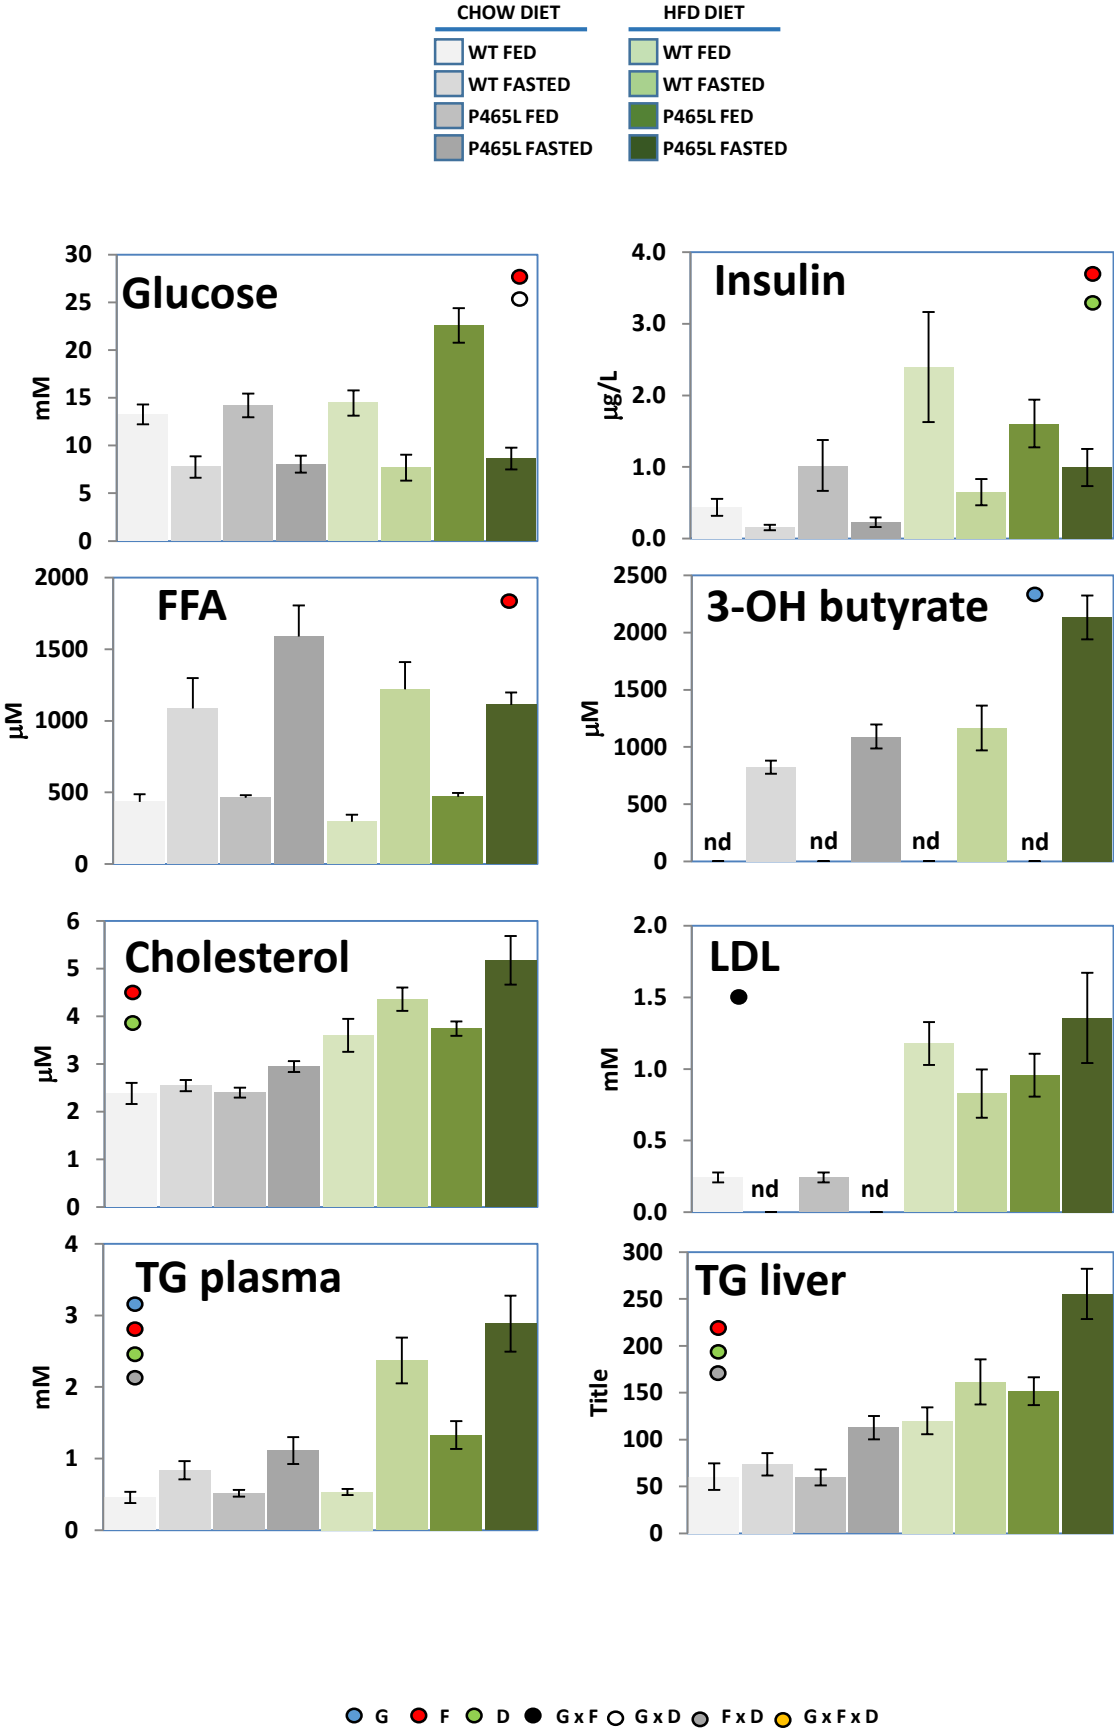 CHOW DIET
HFD DIET
WT FED
WT FED
WT FASTED
WT FASTED
P465L FED
P465L FED
P465L FASTED
P465L FASTED
Glucose
mM
30
25
20
15
10
5
0
Insulin
µg/L
4.0
3.0
2.0
1.0
0.0
FFA
µM
2000
1500
1000
500
0
3-OH butyrate
µM
2500
2000
1500
1000
500
0
nd
nd
nd
nd
Cholesterol
µM
6
5
4
3
2
1
0
LDL
mM
2.0
1.5
1.0
0.5
0.0
nd
nd
TG plasma
mM
4
3
2
1
0
TG liver
Title
300
250
200
150
100
50
0
G F D G x F G x D F x D G x F x D